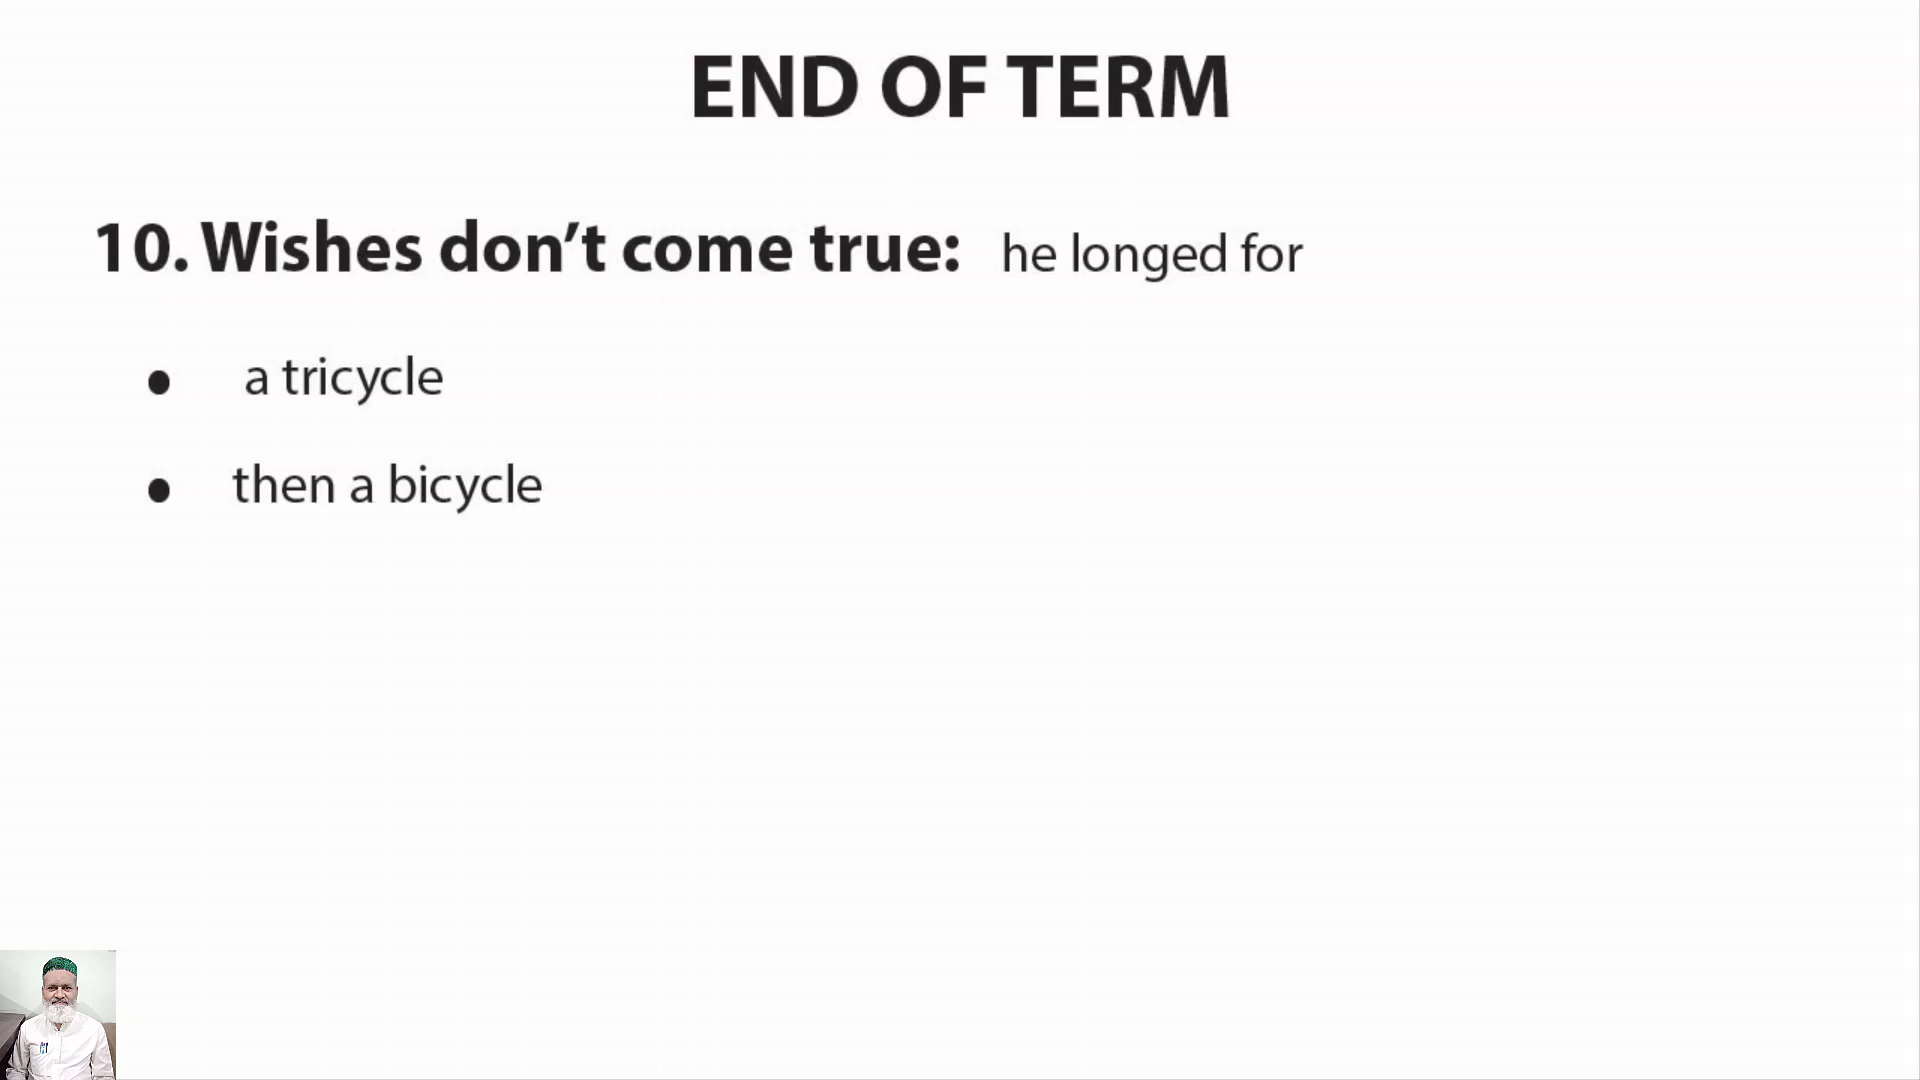 END OF TERM
10. Wishes don’t come true: he longed for
• a tricycle
• then a bicycle